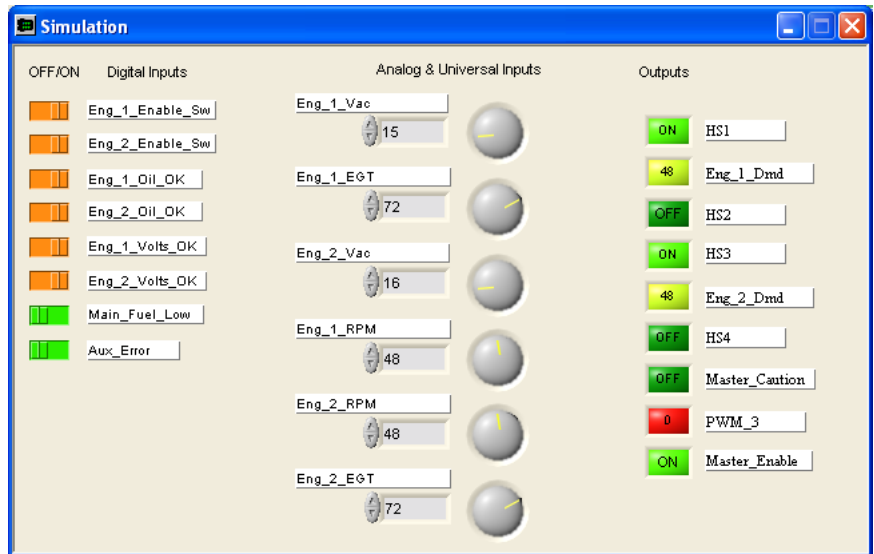 Simulation
OFF/ON Digital Inputs
Eng_1_Enable_Sw
Eng_2_Enable_Sw
Eng_1_Oil_OK
Eng_2_Oil_OK
Eng_1_Volts_OK
Eng_2_Volts_OK
Main_Fuel_Low
Aux_Error
Analog & Universal Inputs
Eng_1_Vac
15
Eng_1_EGT
72
Eng_2_Vac
16
Eng_1_RPM
48
Eng_2_RPM
48
Eng_2_EGT
72
Outputs
ON HS1
48 Eng_1_Dmd
OFF HS2
ON HS3
48 Eng_2_Dmd
OFF HS4
OFF Master_Caution
0 PWM_3
ON Master_Enable